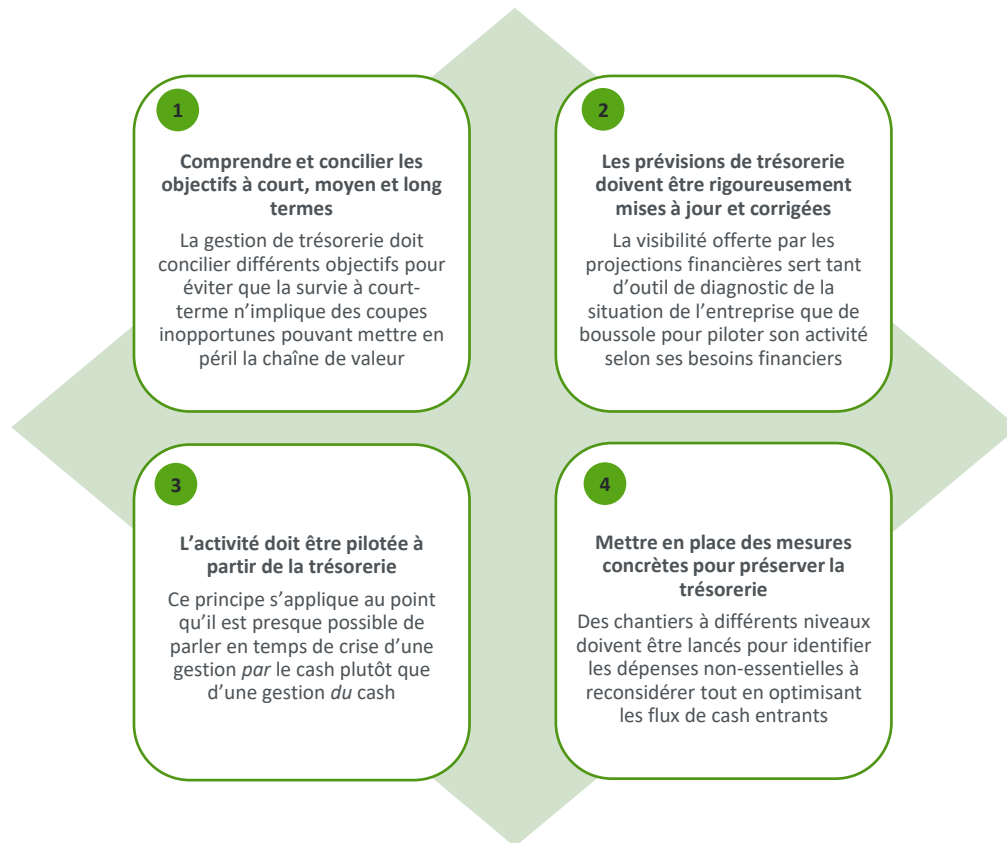 1
Comprendre et concilier les
objectifs à court, moyen et long
termes
La gestion de trésorerie doit
concilier différents objectifs pour
éviter que la survie à court-
terme n’implique des coupes
inopportunes pouvant mettre en
péril la chaîne de valeur
2
Les prévisions de trésorerie
doivent être rigoureusement
mises à jour et corrigées
La visibilité offerte par les
projections financières sert tant
d’outil de diagnostic de la
situation de l’entreprise que de
boussole pour piloter son activité
selon ses besoins financiers
3
L’activité doit être pilotée à
partir de la trésorerie
Ce principe s’applique au point
qu’il est presque possible de
parler en temps de crise d’une
gestion par le cash plutôt que
d’une gestion du cash
4
Mettre en place des mesures
concrètes pour préserver la
trésorerie
Des chantiers à différents niveaux
doivent être lancés pour identifier
les dépenses non-essentielles à
reconsidérer tout en optimisant
les flux de cash entrants